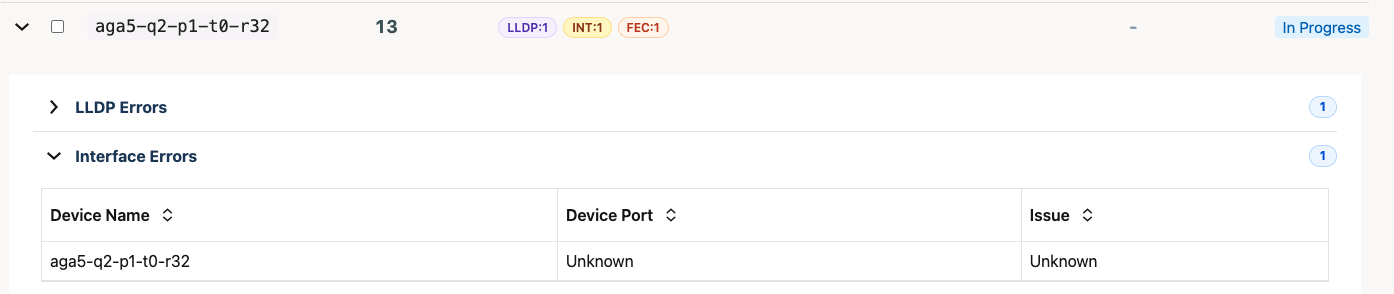 aga5-q2-p1-t0-r32 13 LLDP:1 INT:1 FEC:1 - In Progress
LLDP Errors 1
Interface Errors 1
Device Name Device Port Issue
aga5-q2-p1-t0-r32 Unknown Unknown